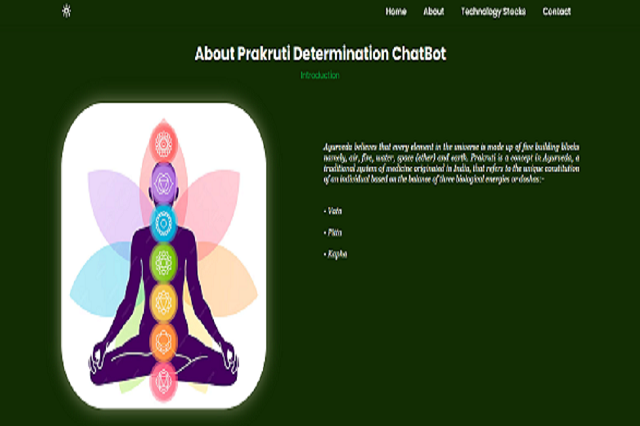 Home About Technology Stocks Contact
About Prakruti Determination ChatBot
Introduction
Ayurveda believes that every element in the universe is made up of five building blocks
namely, air, fire, water, space (ether) and earth. Prakruti is a concept in Ayurveda, a
traditional system of medicine originated in India, that refers to the unique constitution
of an individual based on the balance of three biological energies or doshas:-
• Vata
• Pitta
• Kapha